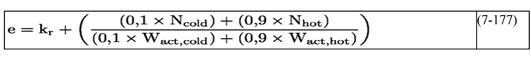 e = k_r + ( (0,1 × N_cold) + (0,9 × N_hot) / (0,1 × W_act,cold) + (0,9 × W_act,hot) )
(7-177)